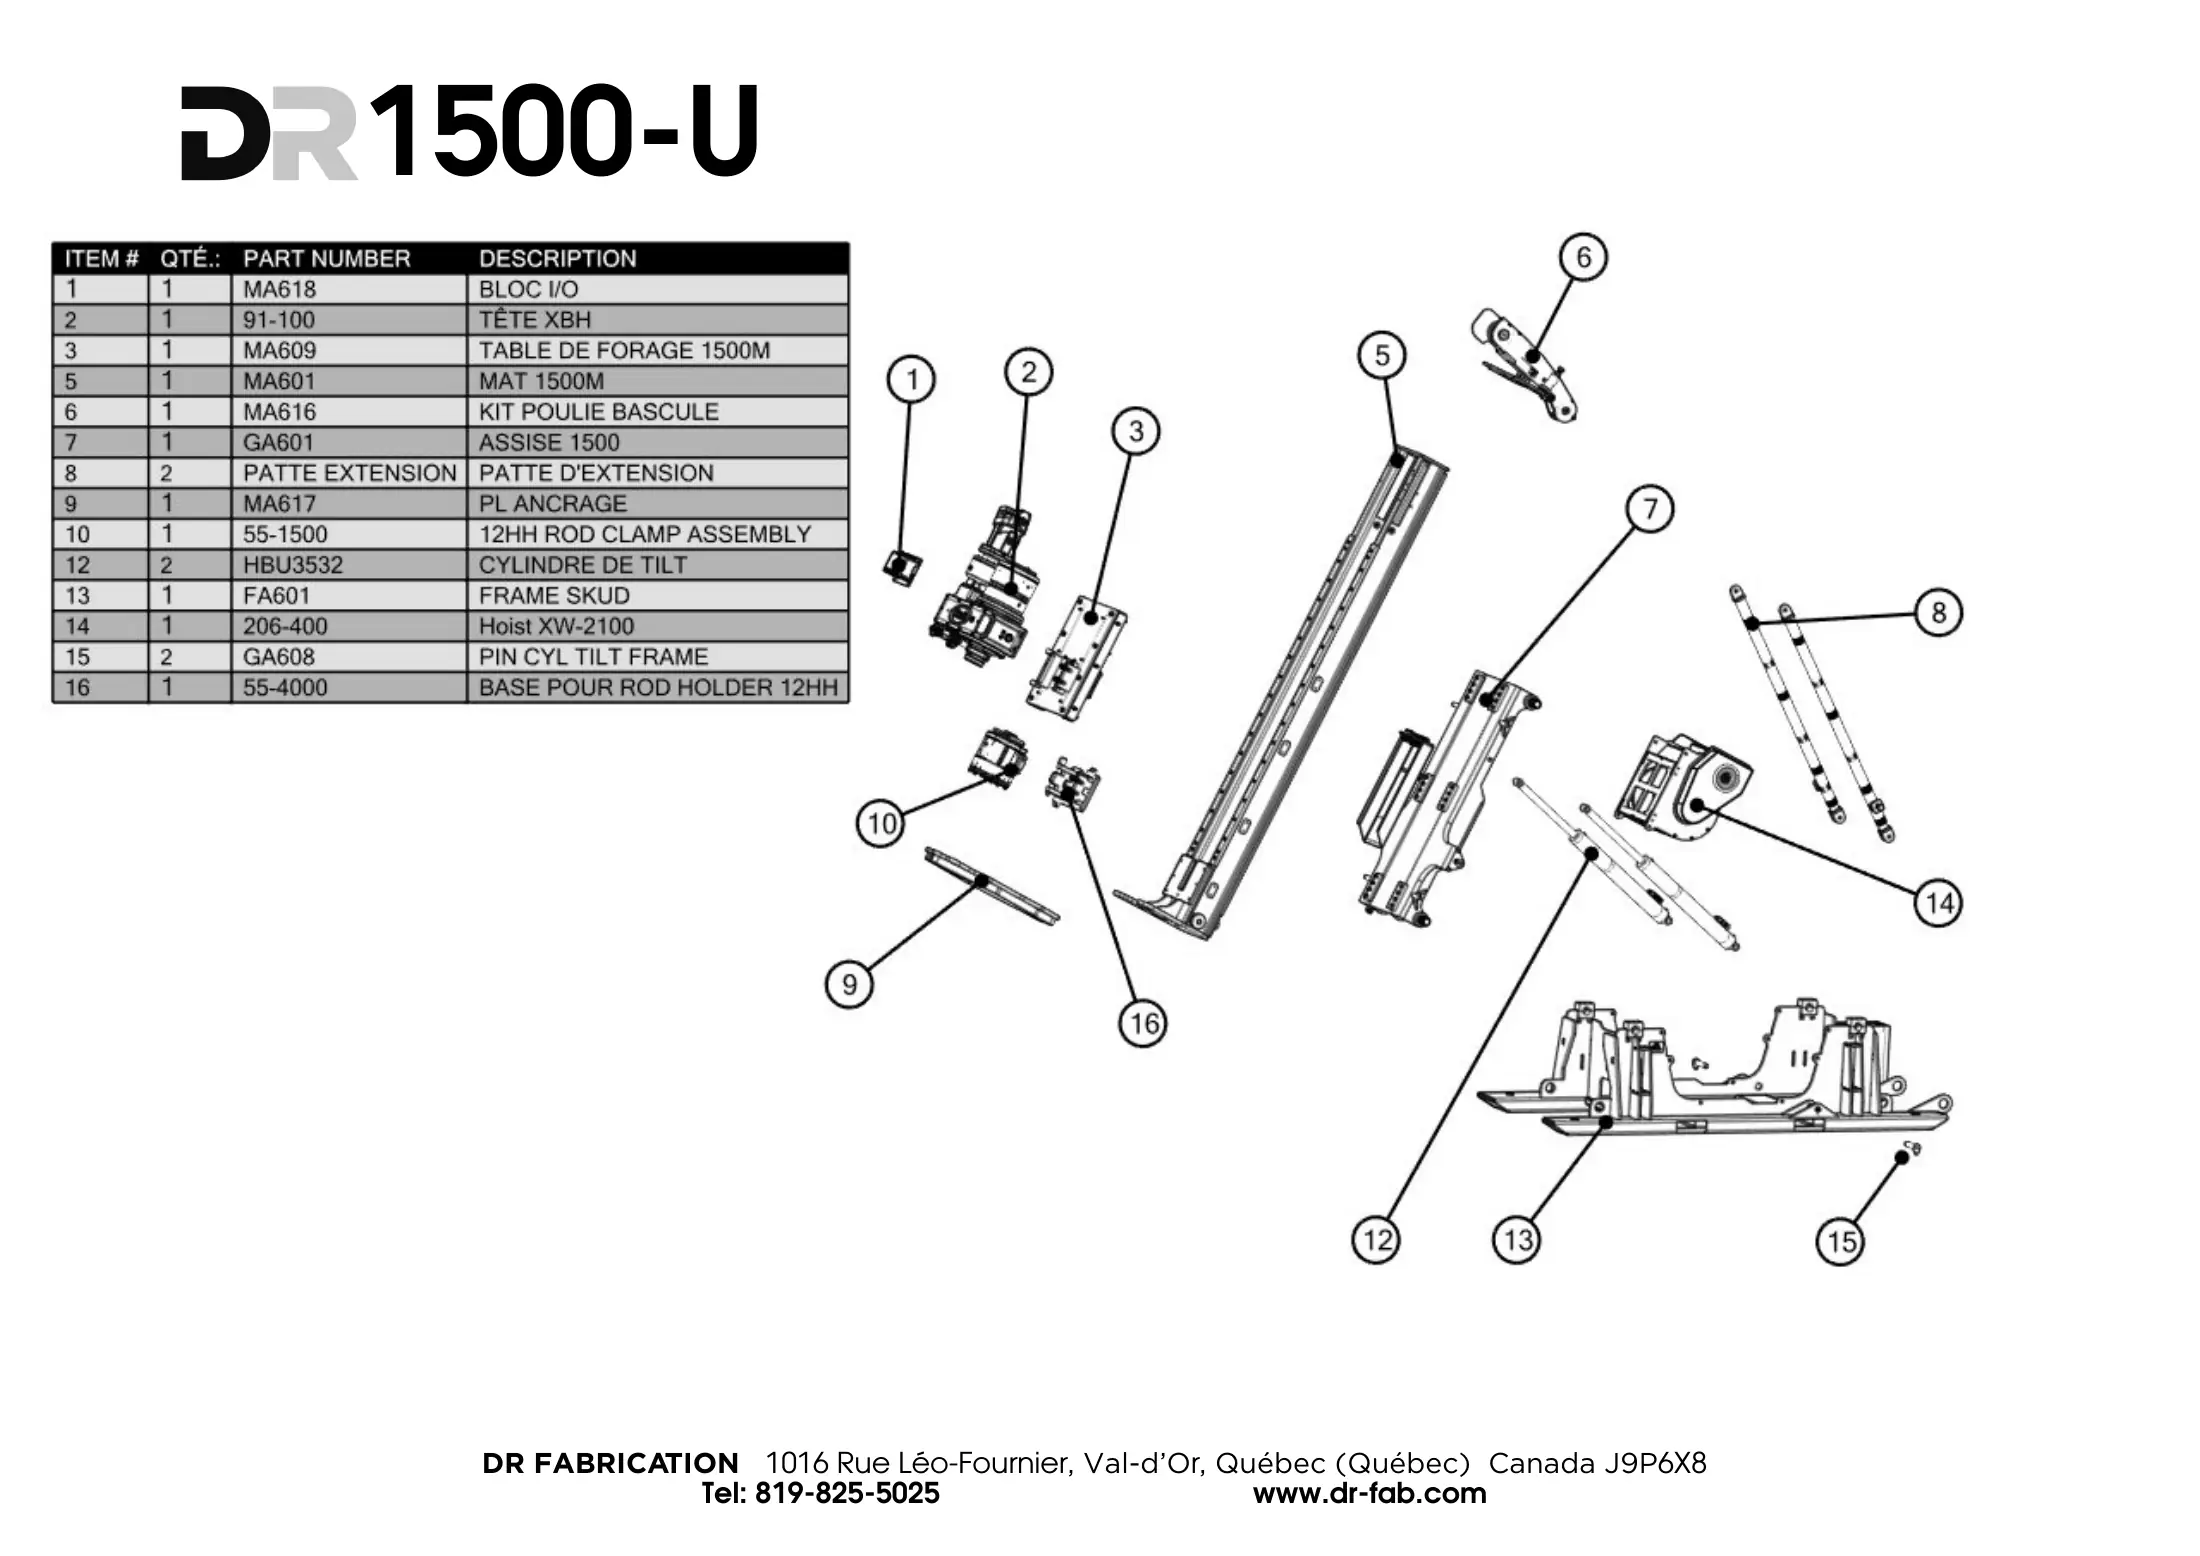 DR1500-U
ITEM # QTÉ.: PART NUMBER DESCRIPTION
1 1 MA618 BLOC I/O
2 1 91-100 TÊTE XBH
3 1 MA609 TABLE DE FORAGE 1500M
5 1 MA601 MAT 1500M
6 1 MA616 KIT POULIE BASCULE
7 1 GA601 ASSISE 1500
8 2 PATTE EXTENSION PATTE D'EXTENSION
9 1 MA617 PL ANCRAGE
10 1 55-1500 12HH ROD CLAMP ASSEMBLY
12 2 HBU3532 CYLINDRE DE TILT
13 1 FA601 FRAME SKUD
14 1 206-400 Hoist XW-2100
15 2 GA608 PIN CYL TILT FRAME
16 1 55-4000 BASE POUR ROD HOLDER 12HH
6
5
1
2
3
7
8
10
14
9
16
12
13
15
DR FABRICATION 1016 Rue Léo-Fournier, Val-d’Or, Québec (Québec) Canada J9P6X8
Tel: 819-825-5025 www.dr-fab.com